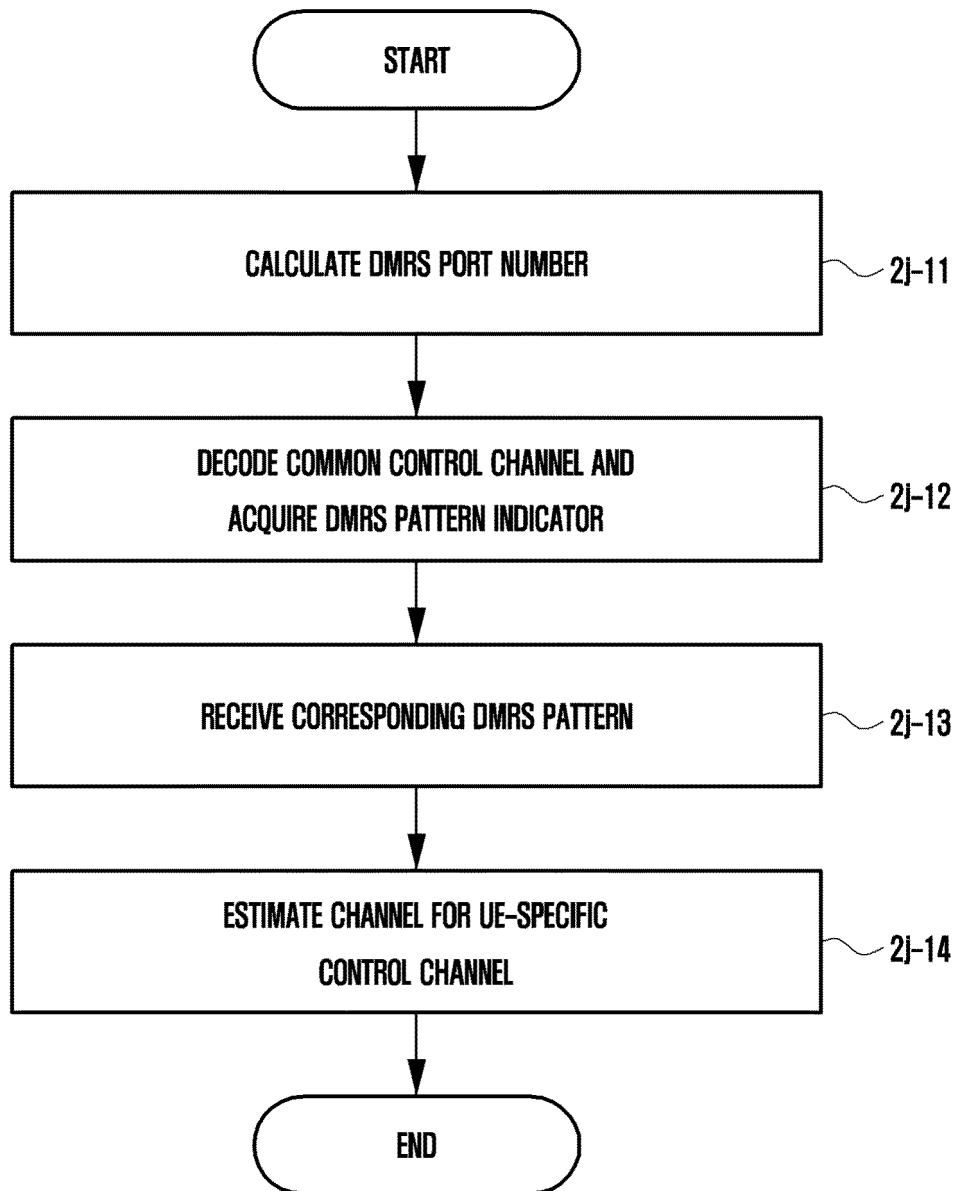 START
CALCULATE DMRS PORT NUMBER
2j-11
DECODE COMMON CONTROL CHANNEL AND
ACQUIRE DMRS PATTERN INDICATOR
2j-12
RECEIVE CORRESPONDING DMRS PATTERN
2j-13
ESTIMATE CHANNEL FOR UE-SPECIFIC
CONTROL CHANNEL
2j-14
END